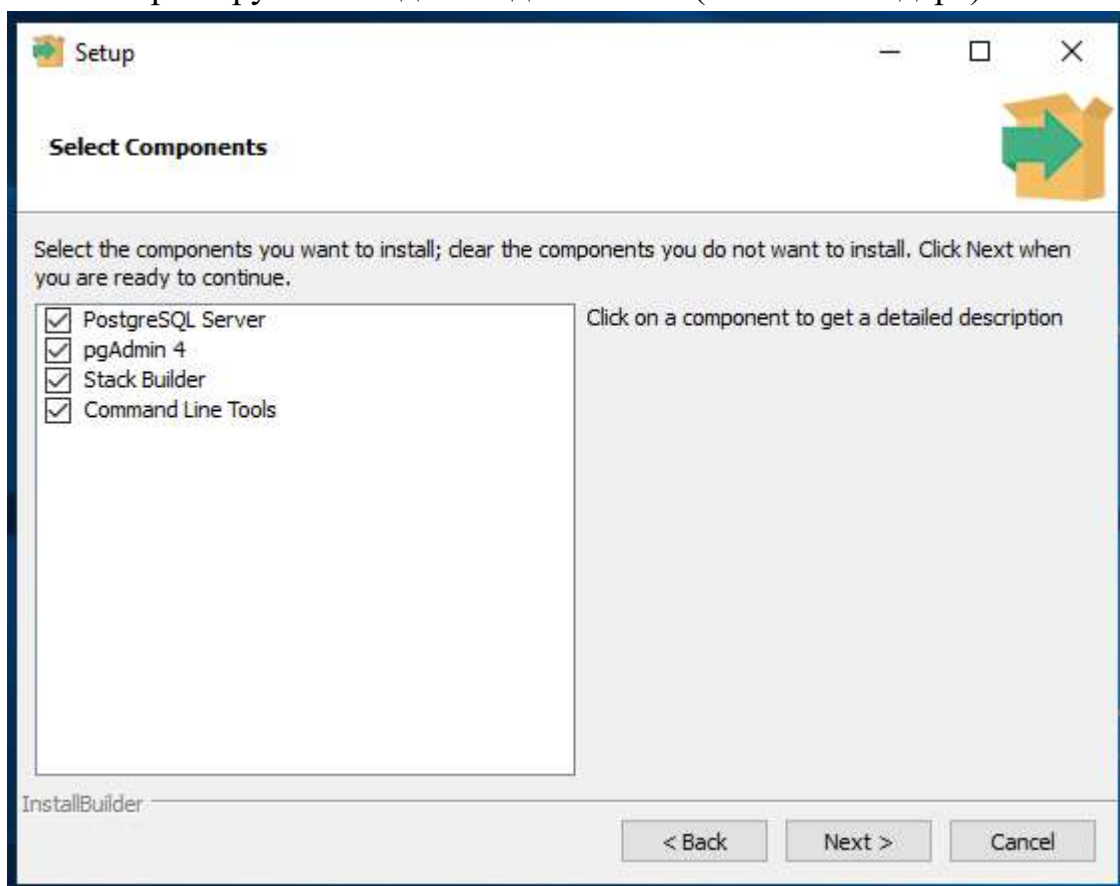 Setup
Select Components
Select the components you want to install; clear the components you do not want to install. Click Next when
you are ready to continue.
PostgreSQL Server
pgAdmin 4
Stack Builder
Command Line Tools
Click on a component to get a detailed description
InstallBuilder
< Back
Next >
Cancel